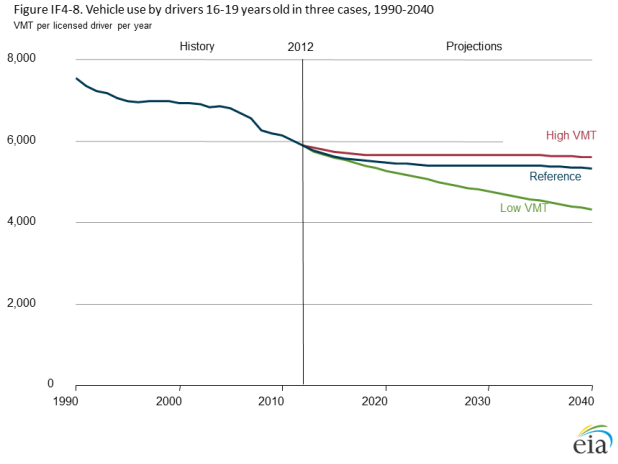 Figure IF4-8. Vehicle use by drivers 16-19 years old in three cases, 1990-2040
VMT per licensed driver per year
History 2012 Projections
8,000
6,000
High VMT
Reference
4,000
Low VMT
2,000
0
1990 2000 2010 2020 2030 2040
eia